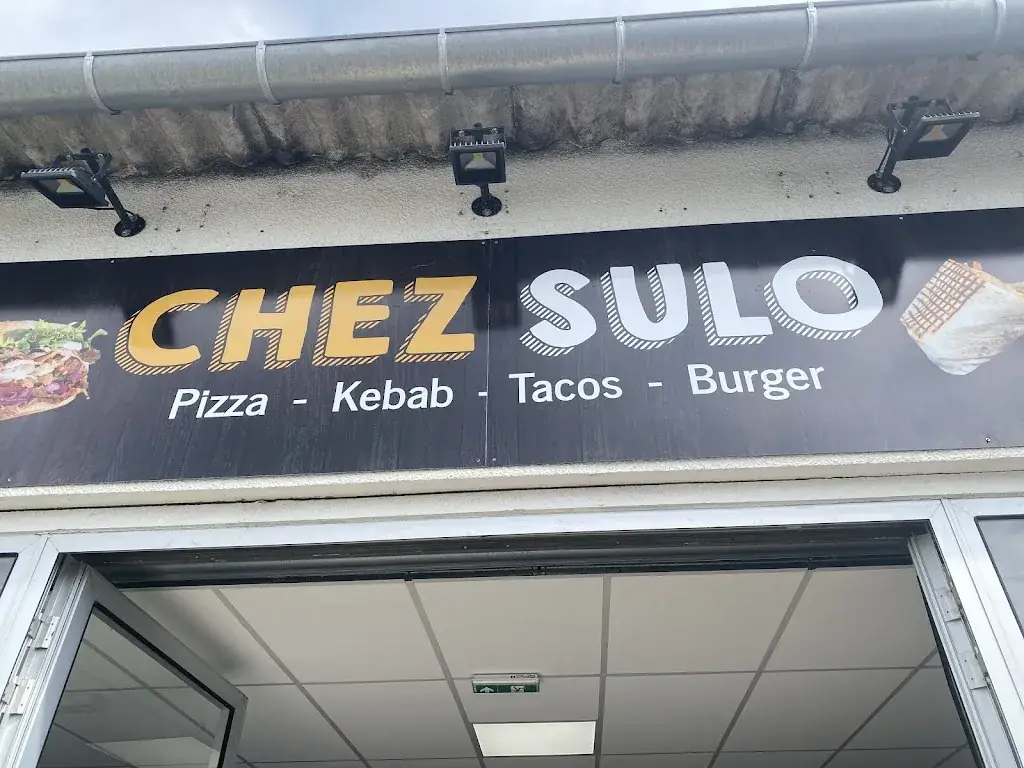 CHEZ SULO
Pizza - Kebab - Tacos - Burger